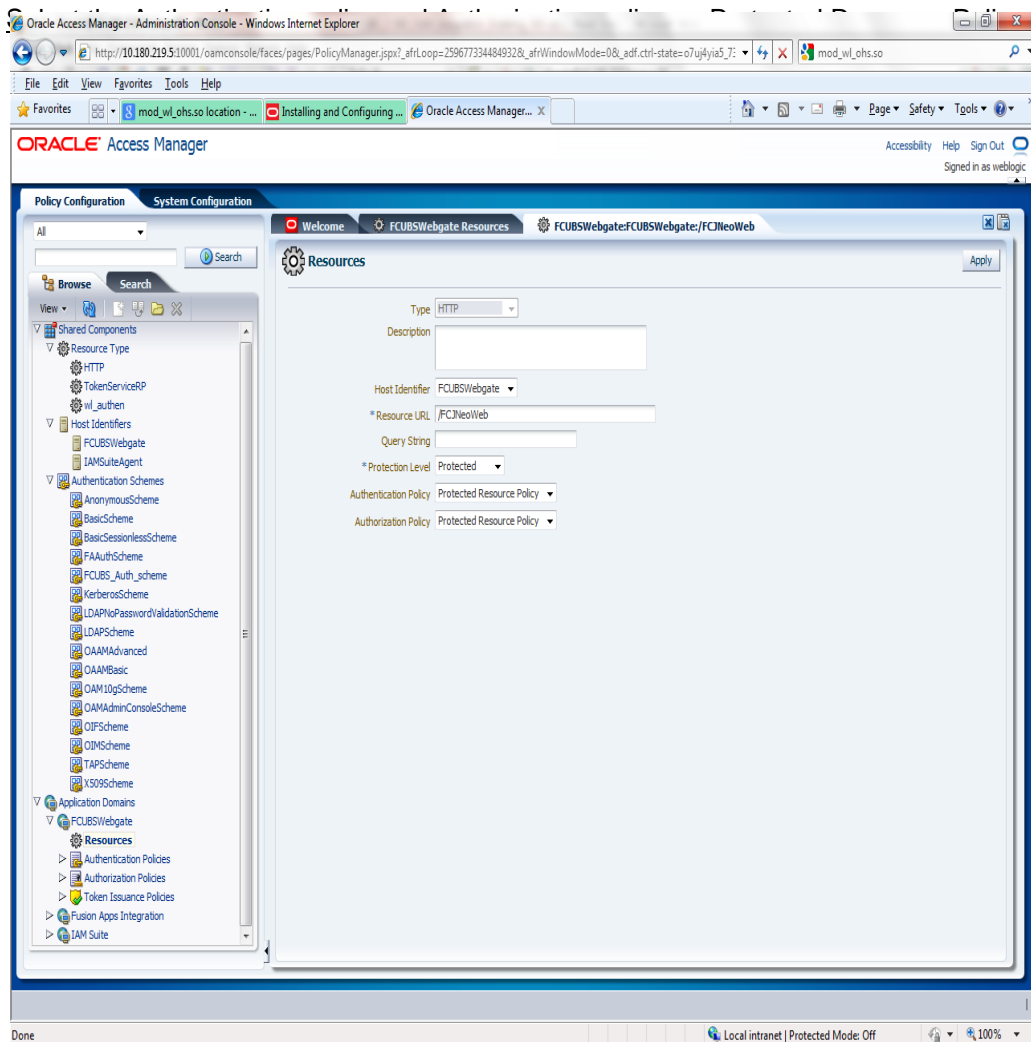 Oracle Access Manager - Administration Console - Windows Internet Explorer
http://10.180.219.5:10001/oamconsole/faces/pages/PolicyManager.jspx?_afrLoop=259677334484932&_afrWindowMode=0&_adf.ctrl-state=o7uj4yia5_73
mod_wl_ohs.so
File Edit View Favorites Tools Help
Favorites
mod_wl_ohs.so location - ...
Installing and Configuring ...
Oracle Access Manager... X
Page Safety Tools
ORACLE Access Manager
Accessibility Help Sign Out
Signed in as weblogic
Policy Configuration System Configuration
All
Search
Browse Search
View
Shared Components
Resource Type
HTTP
TokenServiceRP
wl_authen
Host Identifiers
FCUBSWebgate
IAMSuiteAgent
Authentication Schemes
AnonymousScheme
BasicScheme
BasicSessionlessScheme
FAAuthScheme
FCUBS_Auth_scheme
KerberosScheme
LDAPNoPasswordValidationScheme
LDAPScheme
OAAMAdvanced
OAAMBasic
OAM10gScheme
OAMAdminConsoleScheme
OIFScheme
OIMScheme
TAPScheme
X509Scheme
Application Domains
FCUBSWebgate
Resources
Authentication Policies
Authorization Policies
Token Issuance Policies
Fusion Apps Integration
IAM Suite
Welcome
FCUBSWebgate Resources
FCUBSWebgate:FCUBSWebgate:/FCJNeoWeb
Resources
Apply
Type HTTP
Description
Host Identifier FCUBSWebgate
* Resource URL /FCJNeoWeb
Query String
* Protection Level Protected
Authentication Policy Protected Resource Policy
Authorization Policy Protected Resource Policy
Done
Local intranet | Protected Mode: Off
100%